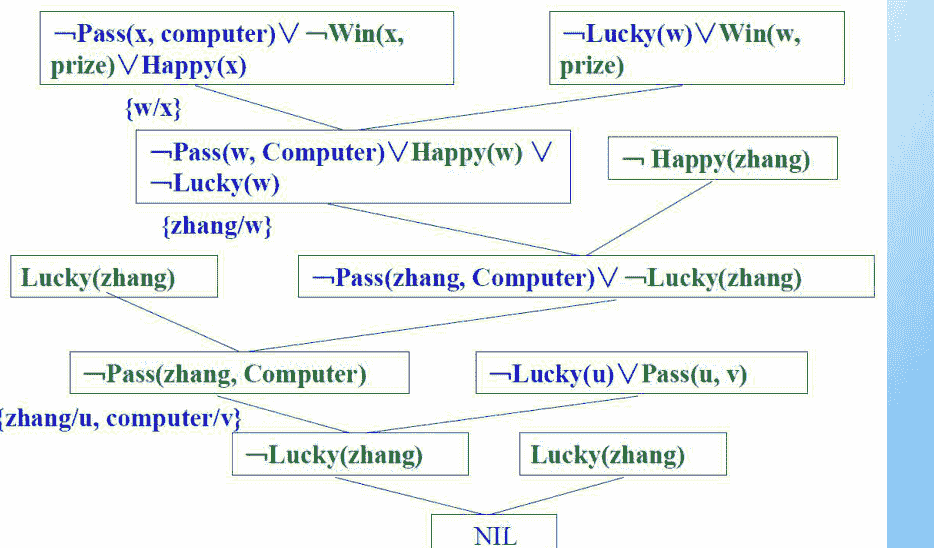 ¬Pass(x, computer)∨ ¬Win(x,
prize)∨Happy(x)
¬Lucky(w)∨Win(w,
prize)
{w/x}
¬Pass(w, Computer)∨Happy(w) ∨
¬Lucky(w)
¬ Happy(zhang)
{zhang/w}
Lucky(zhang)
¬Pass(zhang, Computer)∨ ¬Lucky(zhang)
¬Pass(zhang, Computer)
¬Lucky(u)∨Pass(u, v)
{zhang/u, computer/v}
¬Lucky(zhang)
Lucky(zhang)
NIL